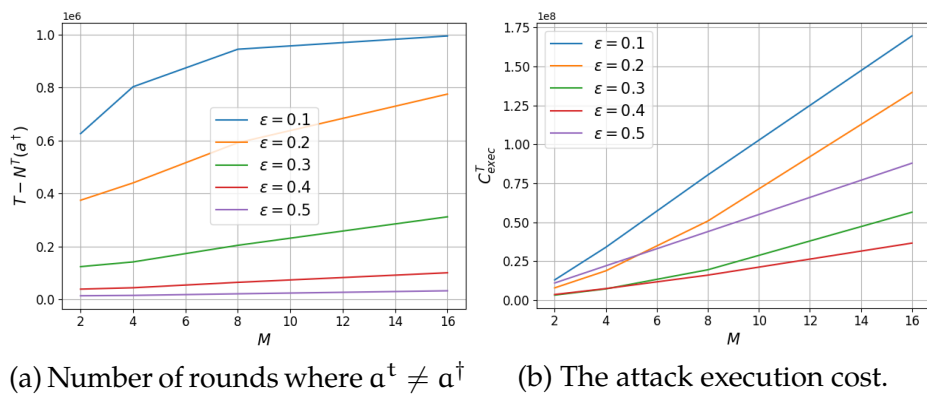 1e6
1.0
0.8
0.6
0.4
0.2
0.0
T − N^T(a^†)
ε = 0.1
ε = 0.2
ε = 0.3
ε = 0.4
ε = 0.5
2 4 6 8 10 12 14 16
M
(a) Number of rounds where a^t ≠ a^†
1e8
1.75
1.50
1.25
1.00
0.75
0.50
0.25
0.00
C^T_exec
ε = 0.1
ε = 0.2
ε = 0.3
ε = 0.4
ε = 0.5
2 4 6 8 10 12 14 16
M
(b) The attack execution cost.